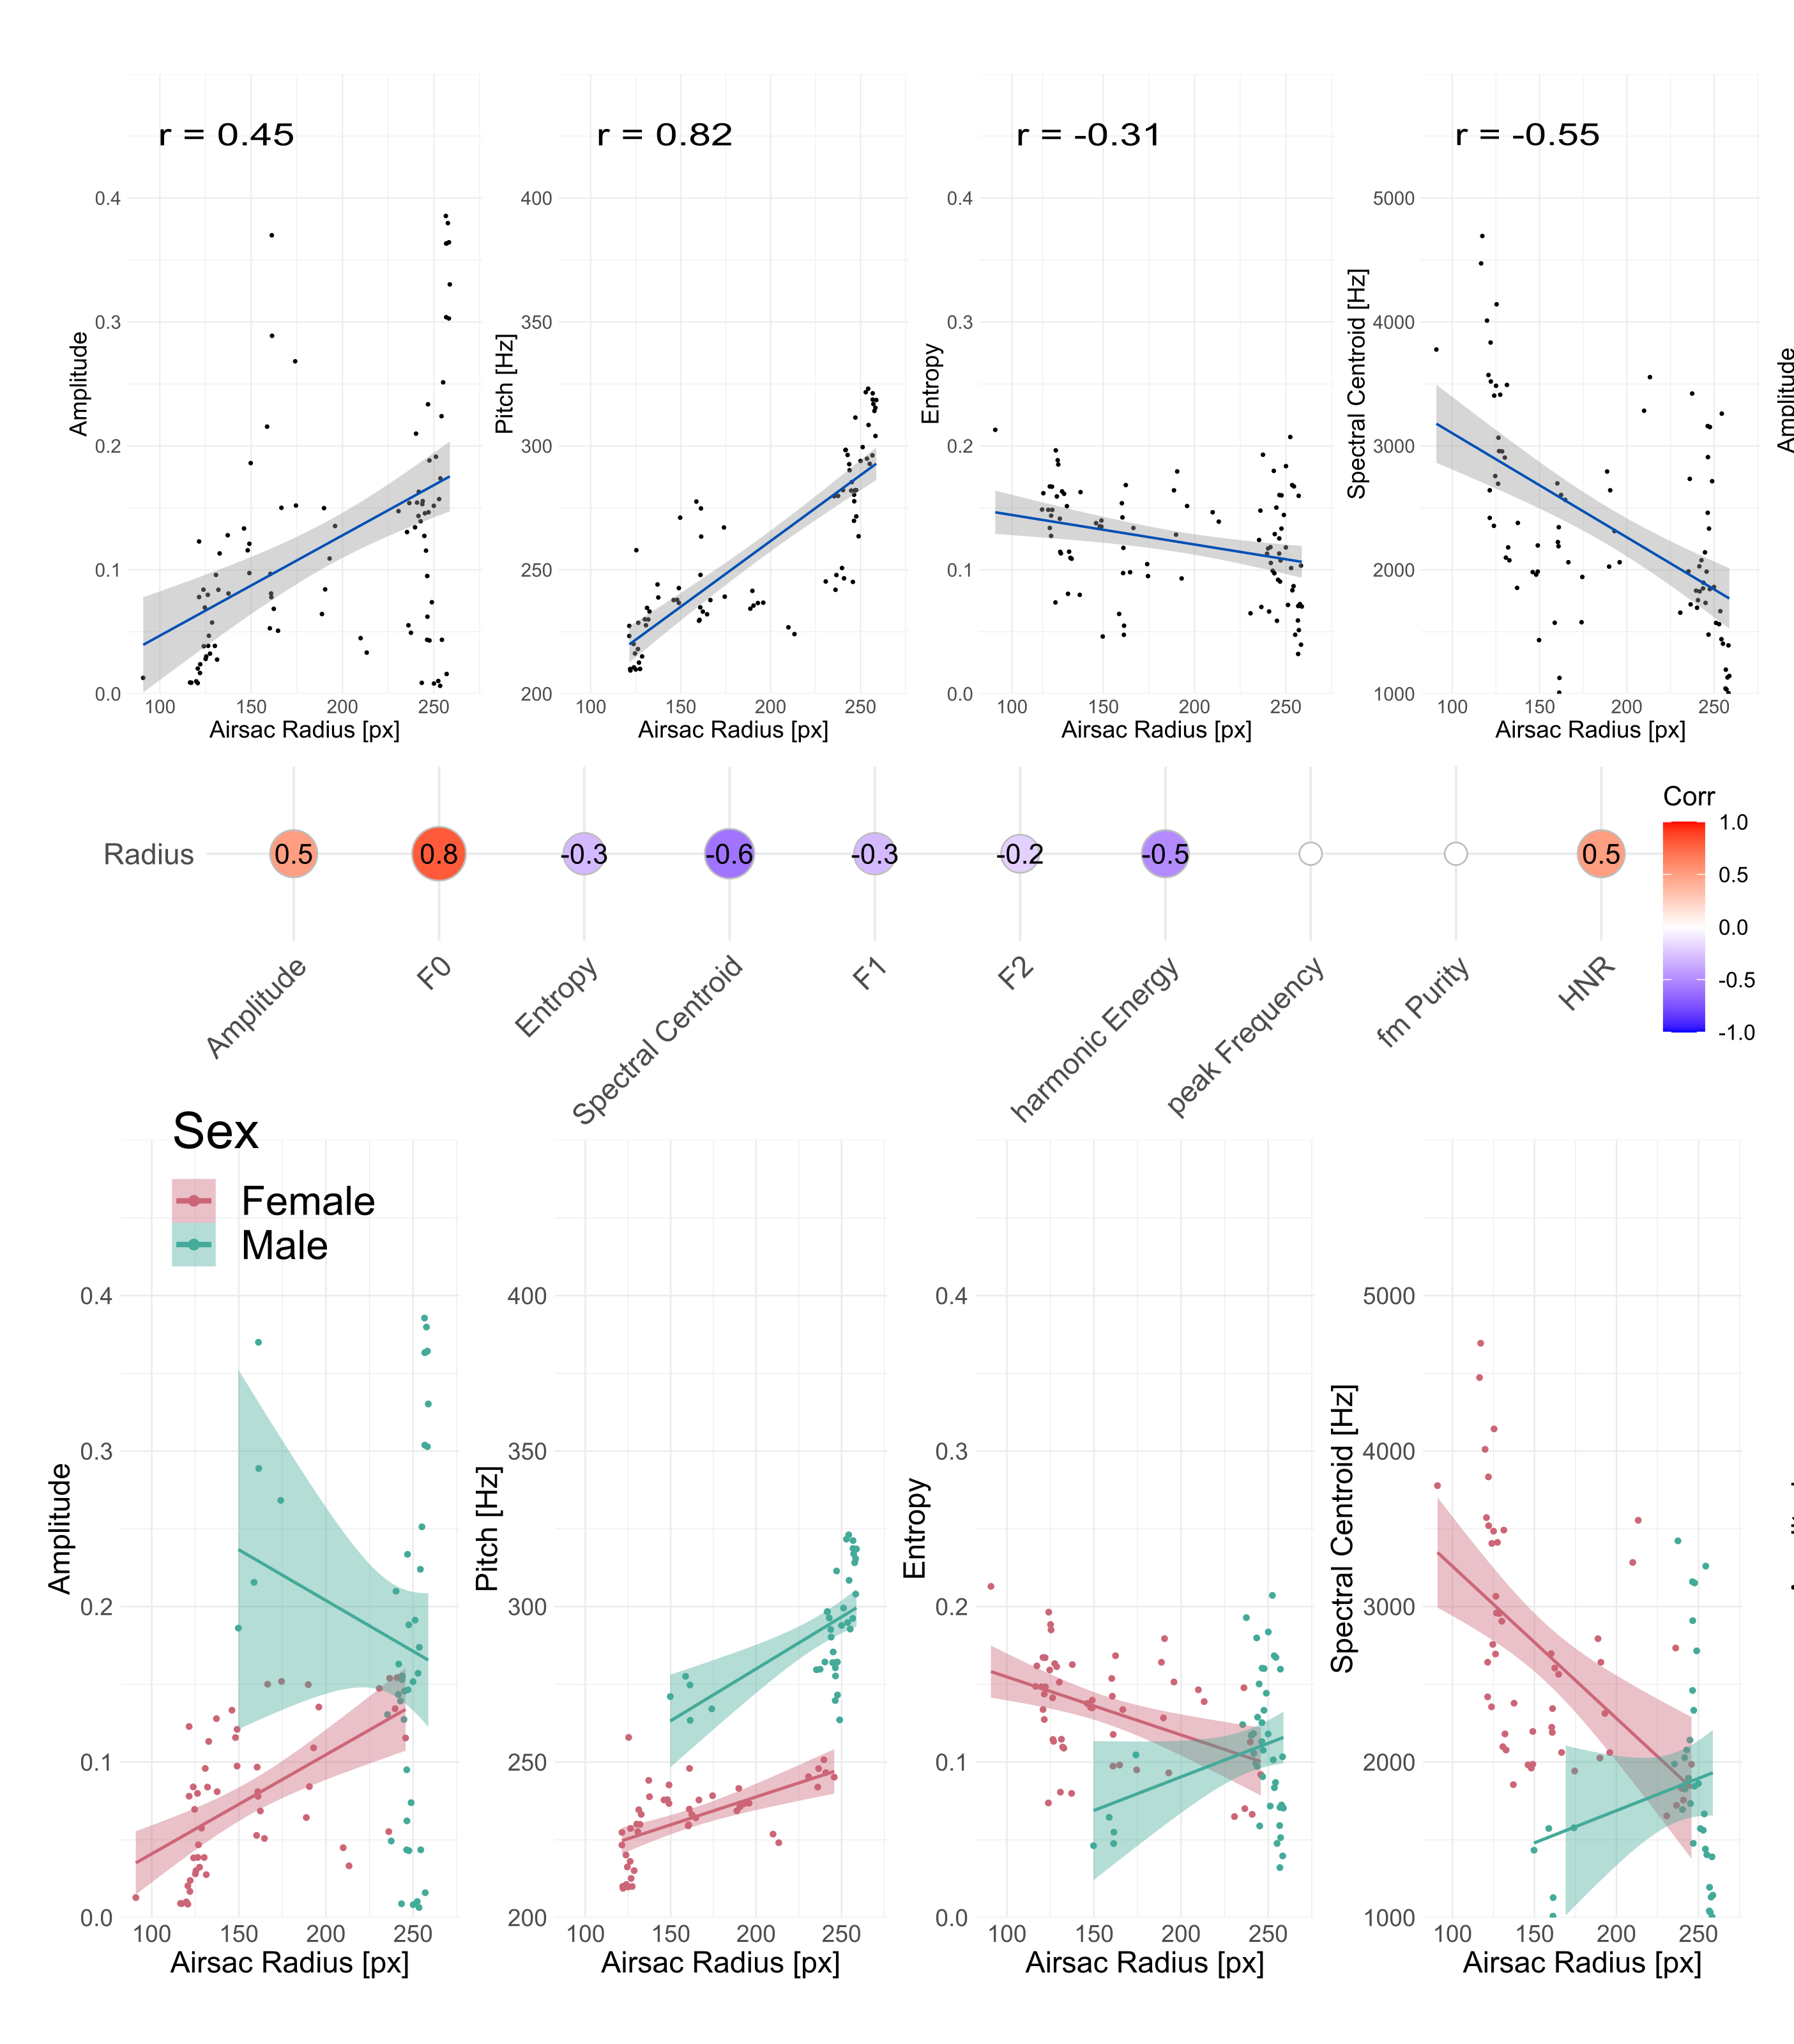 r = 0.45
r = 0.82
r = -0.31
r = -0.55
0.4
0.3
0.2
0.1
0.0
Amplitude
100 150 200 250
Airsac Radius [px]
400
350
300
250
200
Pitch [Hz]
100 150 200 250
Airsac Radius [px]
0.4
0.3
0.2
0.1
0.0
Entropy
100 150 200 250
Airsac Radius [px]
5000
4000
3000
2000
1000
Spectral Centroid [Hz]
100 150 200 250
Airsac Radius [px]
Amplitude
Radius
0.5 0.8 -0.3 -0.6 -0.3 -0.2 -0.5 0.5
Amplitude
F0
Entropy
Spectral Centroid
F1
F2
harmonic Energy
peak Frequency
fm Purity
HNR
Corr
1.0
0.5
0.0
-0.5
-1.0
Sex
Female
Male
0.4
0.3
0.2
0.1
0.0
Amplitude
100 150 200 250
Airsac Radius [px]
400
350
300
250
200
Pitch [Hz]
100 150 200 250
Airsac Radius [px]
0.4
0.3
0.2
0.1
0.0
Entropy
100 150 200 250
Airsac Radius [px]
5000
4000
3000
2000
1000
Spectral Centroid [Hz]
100 150 200 250
Airsac Radius [px]